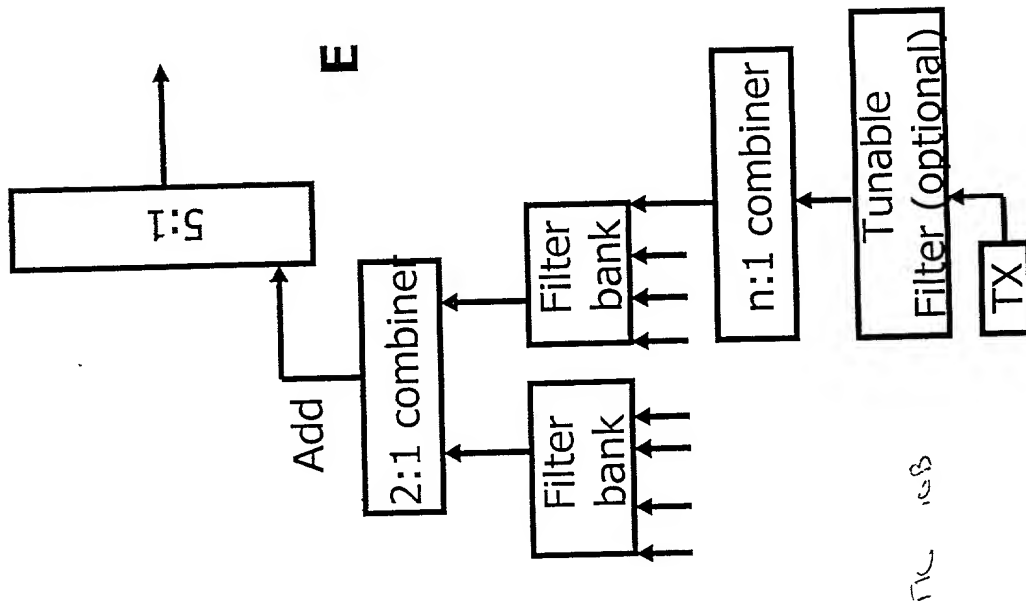 5:1
E
Add
2:1 combiner
Filter
bank
Filter
bank
n:1 combiner
Tunable
Filter (optional)
TX